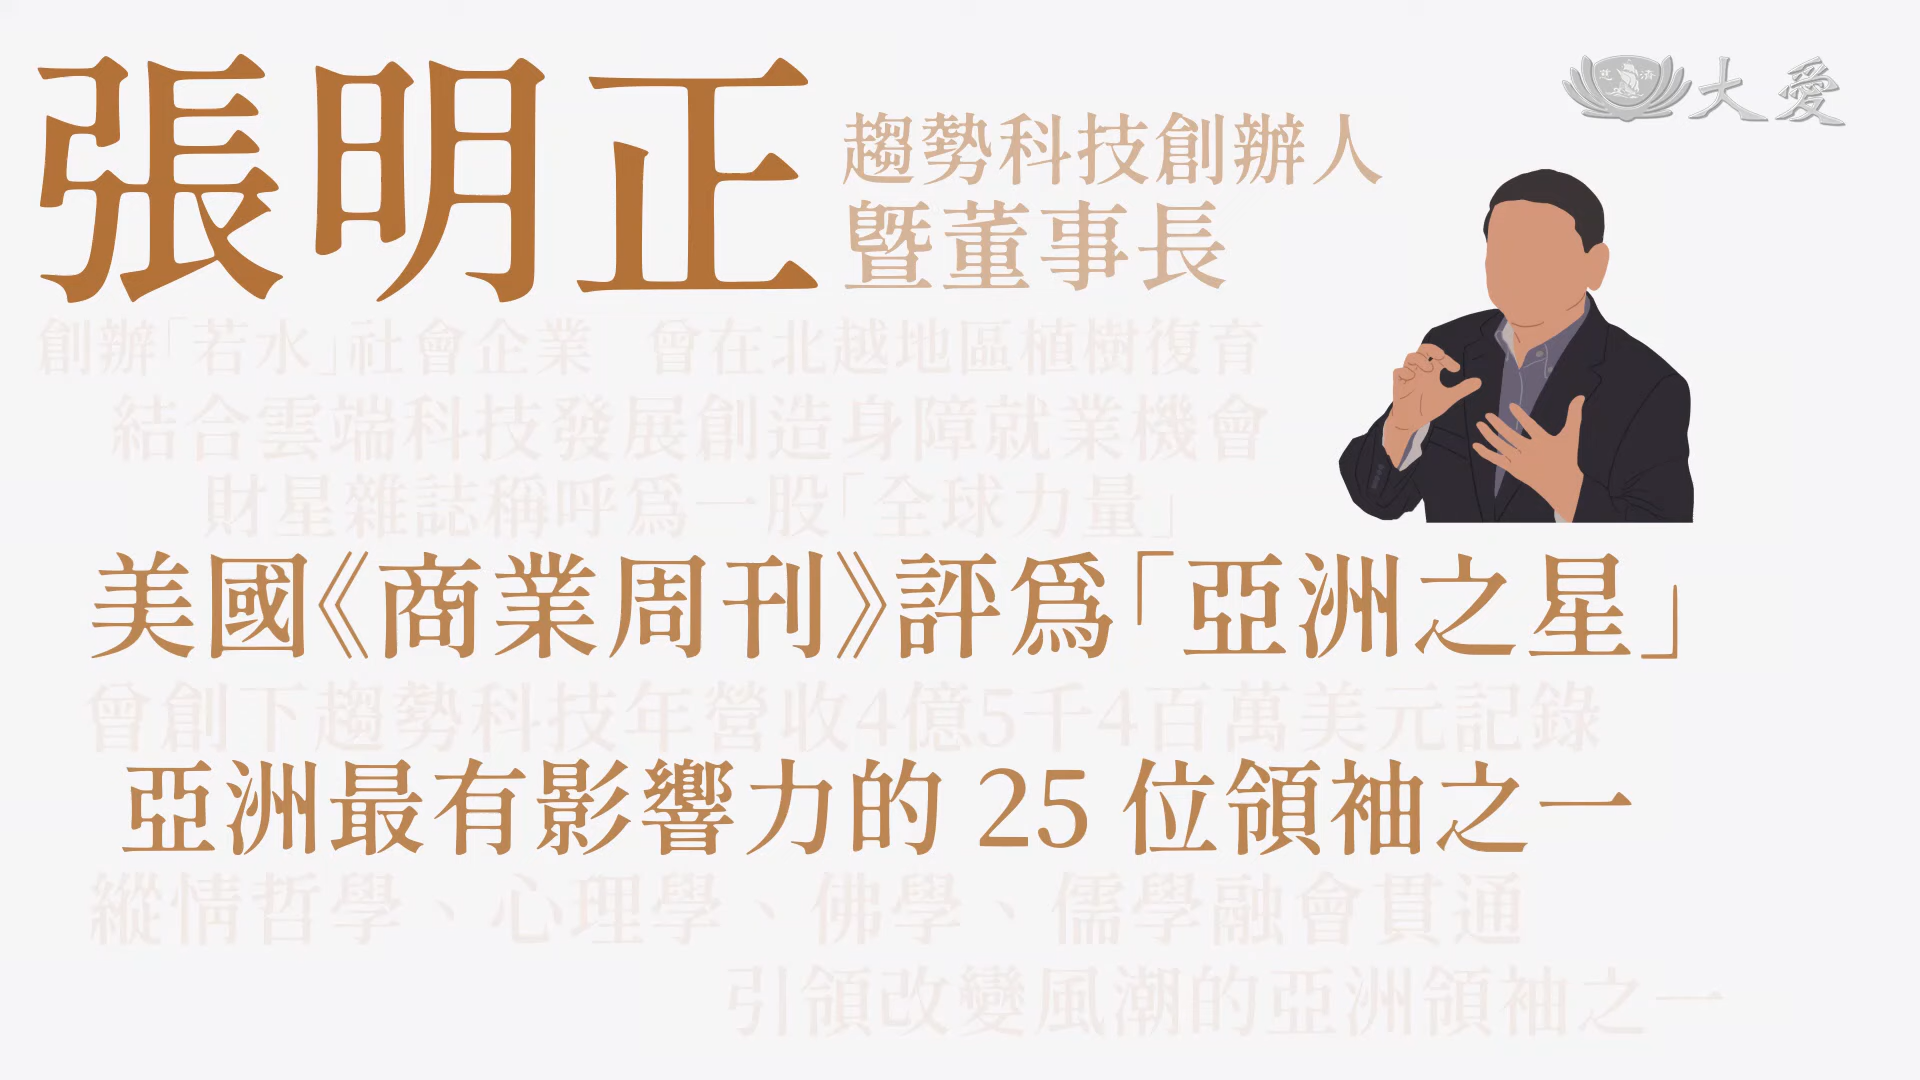 張明正
趨勢科技創辦人
暨董事長
大愛
慈濟
創辦「若水」社會企業 曾在北越地區植樹復育
結合雲端科技發展創造身障就業機會
財星雜誌稱呼爲一股「全球力量」
美國《商業周刊》評爲「亞洲之星」
曾創下趨勢科技年營收4億5千4百萬美元記錄
亞洲最有影響力的 25 位領袖之一
縱情哲學、心理學、佛學、儒學融會貫通
引領改變風潮的亞洲領袖之一